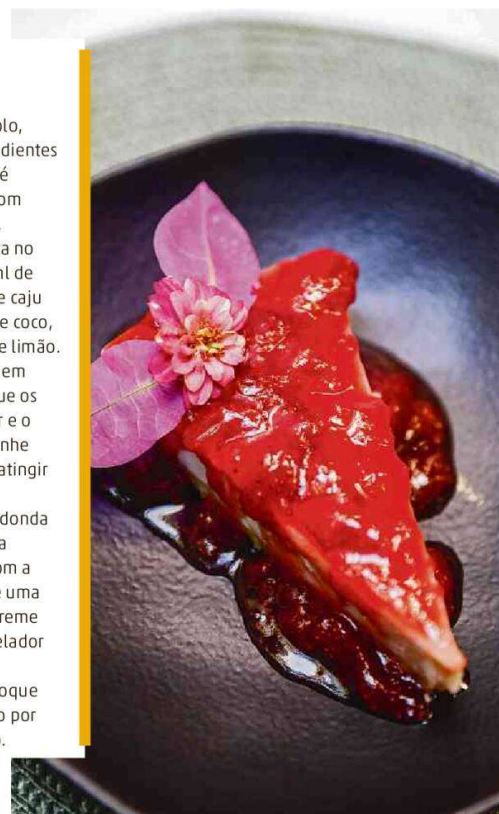 olo,
dientes
é
om
a no
nl de
e caju
e coco,
e limão.
em
ue os
r e o
nhe
atingir
donda
a
om a
e uma
reme
elador
oque
o por
o.